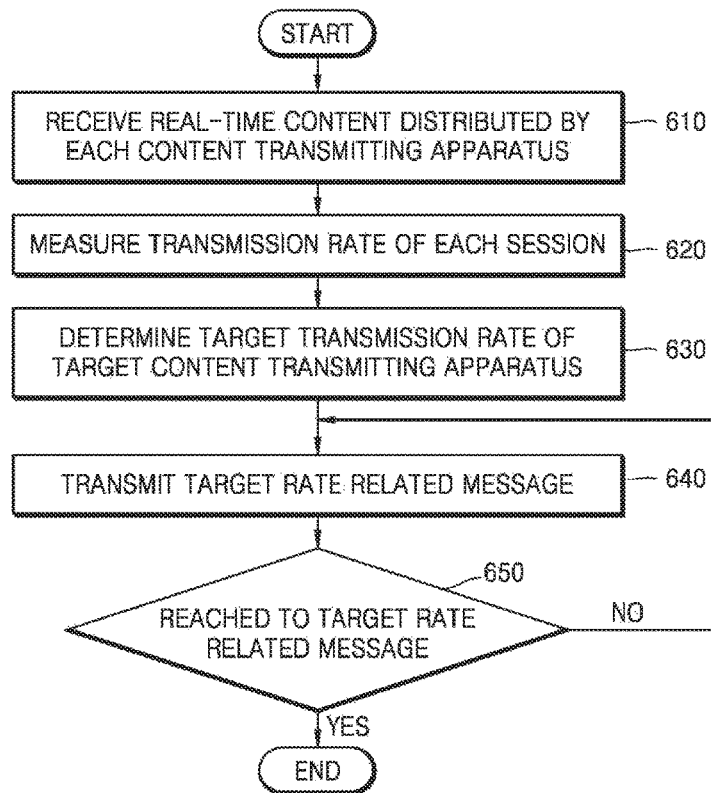 START
RECEIVE REAL-TIME CONTENT DISTRIBUTED BY
EACH CONTENT TRANSMITTING APPARATUS
610
MEASURE TRANSMISSION RATE OF EACH SESSION
620
DETERMINE TARGET TRANSMISSION RATE OF
TARGET CONTENT TRANSMITTING APPARATUS
630
TRANSMIT TARGET RATE RELATED MESSAGE
640
650
REACHED TO TARGET RATE
RELATED MESSAGE
NO
YES
END